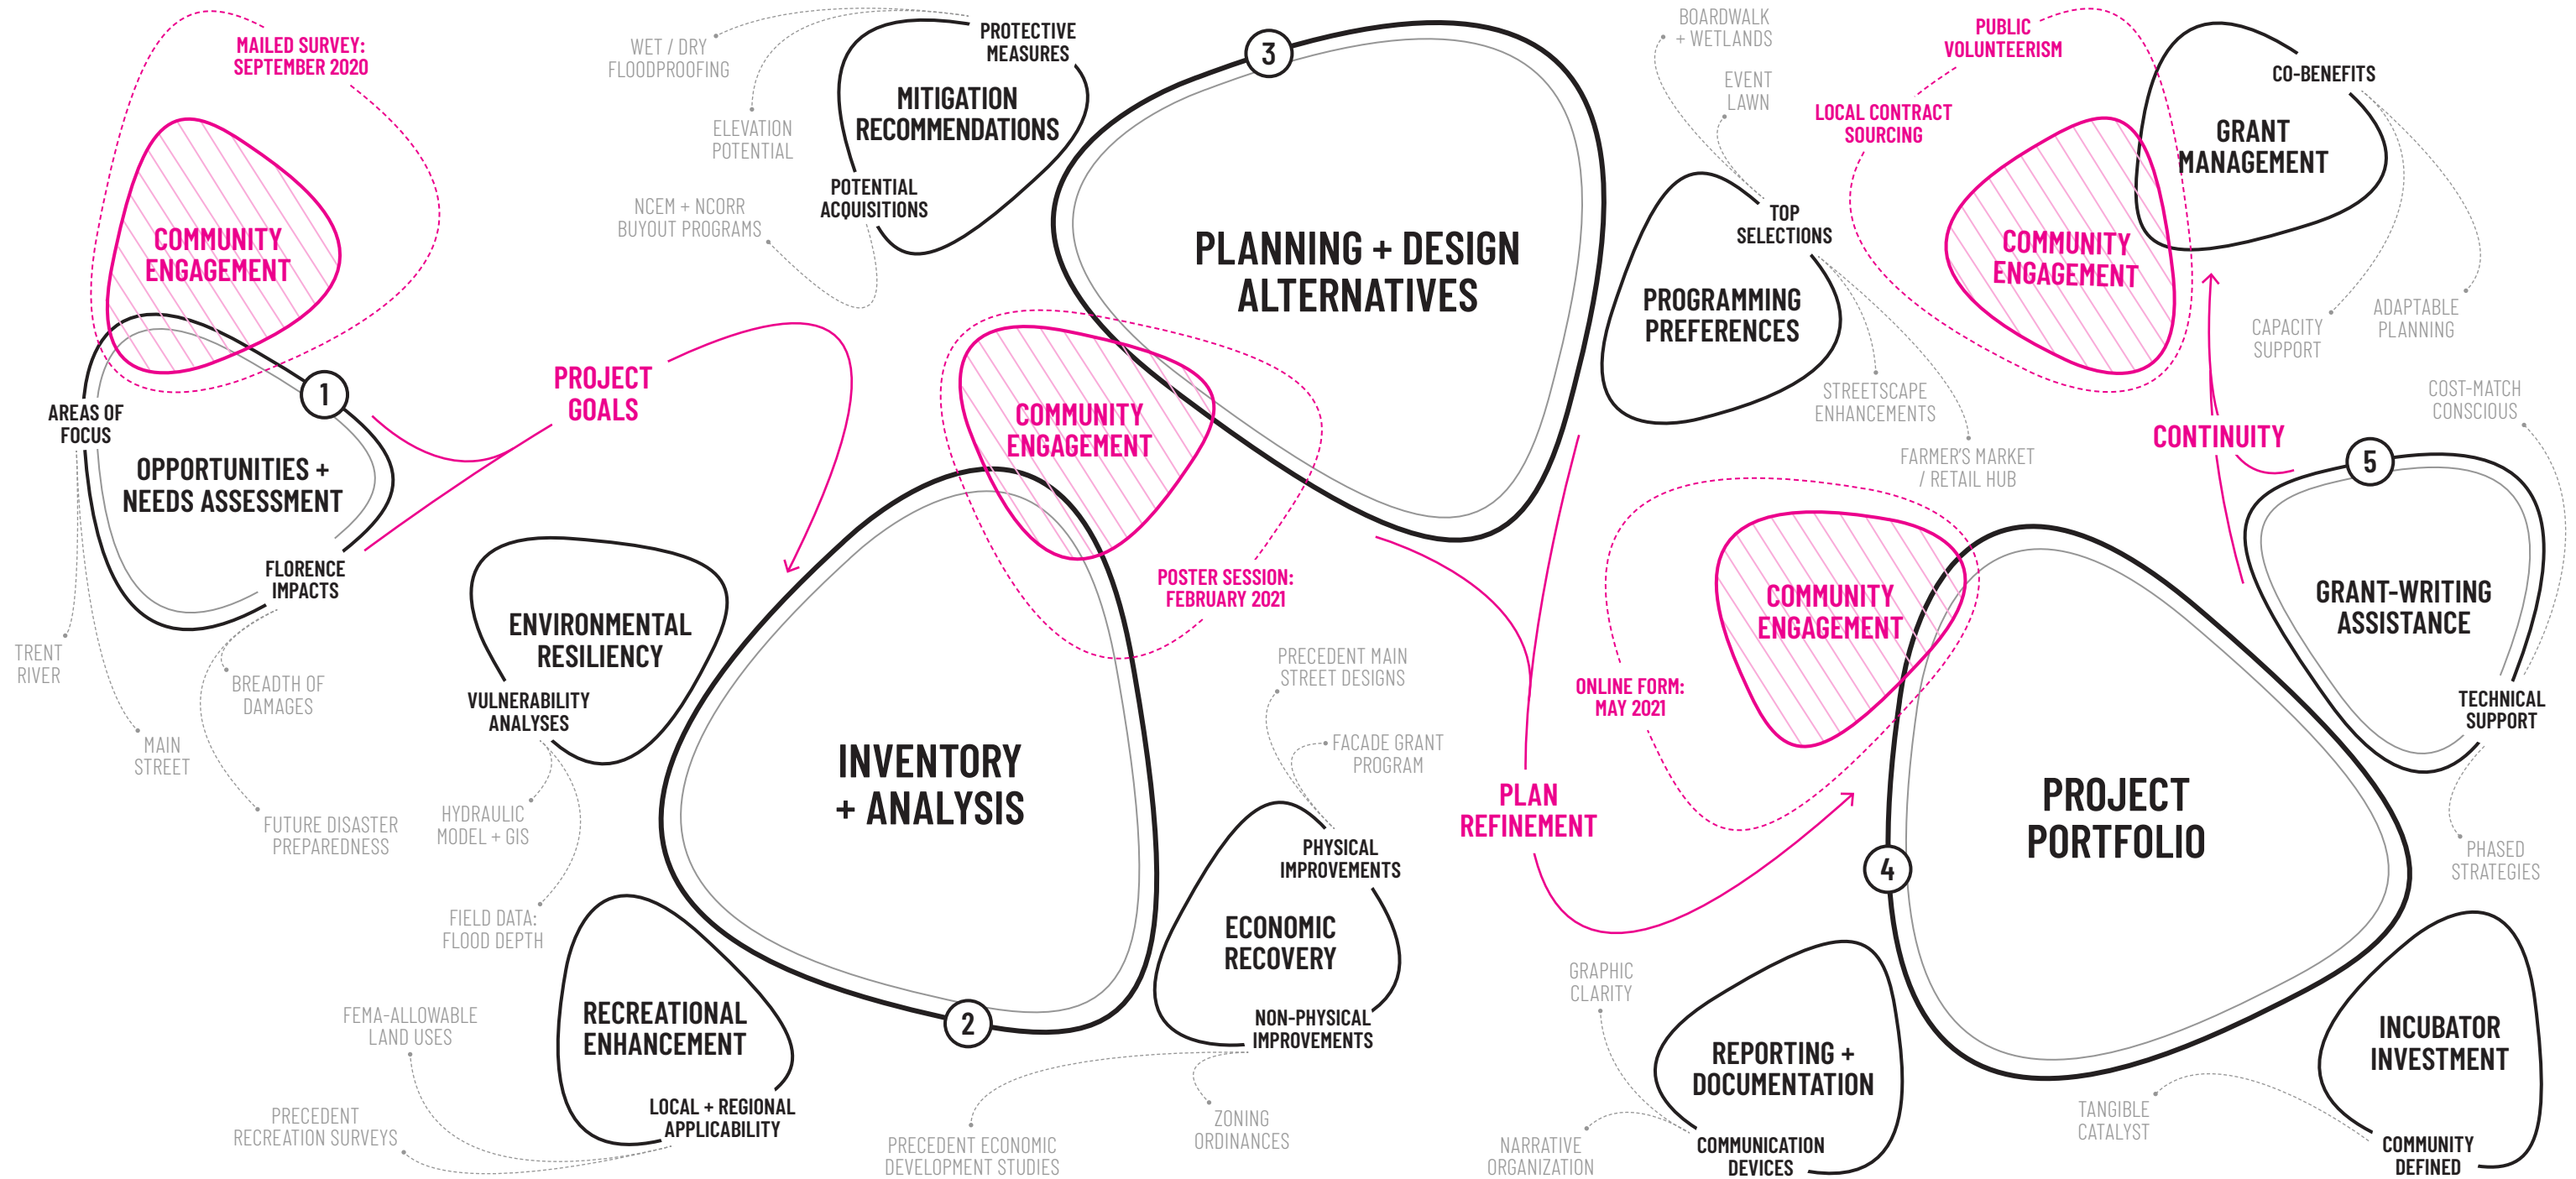 MAILED SURVEY:
SEPTEMBER 2020
COMMUNITY
ENGAGEMENT
1
AREAS OF
FOCUS
OPPORTUNITIES +
NEEDS ASSESSMENT
FLORENCE
IMPACTS
TRENT
RIVER
MAIN
STREET
BREADTH OF
DAMAGES
FUTURE DISASTER
PREPAREDNESS
PROJECT
GOALS
WET / DRY
FLOODPROOFING
ELEVATION
POTENTIAL
NCEM + NCORR
BUYOUT PROGRAMS
PROTECTIVE
MEASURES
MITIGATION
RECOMMENDATIONS
POTENTIAL
ACQUISITIONS
3
PLANNING + DESIGN
ALTERNATIVES
COMMUNITY
ENGAGEMENT
POSTER SESSION:
FEBRUARY 2021
ENVIRONMENTAL
RESILIENCY
VULNERABILITY
ANALYSES
HYDRAULIC
MODEL + GIS
FIELD DATA:
FLOOD DEPTH
INVENTORY
+ ANALYSIS
2
RECREATIONAL
ENHANCEMENT
LOCAL + REGIONAL
APPLICABILITY
FEMA-ALLOWABLE
LAND USES
PRECEDENT
RECREATION SURVEYS
PRECEDENT MAIN
STREET DESIGNS
FACADE GRANT
PROGRAM
PHYSICAL
IMPROVEMENTS
ECONOMIC
RECOVERY
NON-PHYSICAL
IMPROVEMENTS
PRECEDENT ECONOMIC
DEVELOPMENT STUDIES
ZONING
ORDINANCES
BOARDWALK
+ WETLANDS
EVENT
LAWN
TOP
SELECTIONS
PROGRAMMING
PREFERENCES
STREETSCAPE
ENHANCEMENTS
FARMER'S MARKET
/ RETAIL HUB
PLAN
REFINEMENT
ONLINE FORM:
MAY 2021
COMMUNITY
ENGAGEMENT
4
PROJECT
PORTFOLIO
GRAPHIC
CLARITY
NARRATIVE
ORGANIZATION
REPORTING +
DOCUMENTATION
COMMUNICATION
DEVICES
TANGIBLE
CATALYST
INCUBATOR
INVESTMENT
COMMUNITY
DEFINED
PUBLIC
VOLUNTEERISM
LOCAL CONTRACT
SOURCING
COMMUNITY
ENGAGEMENT
CO-BENEFITS
GRANT
MANAGEMENT
CAPACITY
SUPPORT
ADAPTABLE
PLANNING
CONTINUITY
COST-MATCH
CONSCIOUS
5
GRANT-WRITING
ASSISTANCE
TECHNICAL
SUPPORT
PHASED
STRATEGIES